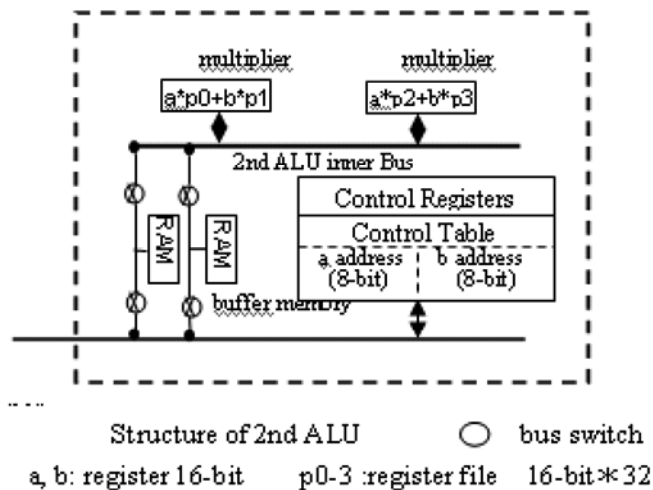 multiplier multiplier
a*p0+b*p1 a*p2+b*p3
2nd ALU inner Bus
Control Registers
Control Table
a address b address
(8-bit) (8-bit)
RAM RAM
buffer memory
Structure of 2nd ALU bus switch
a, b: register 16-bit p0-3 :register file 16-bit*32